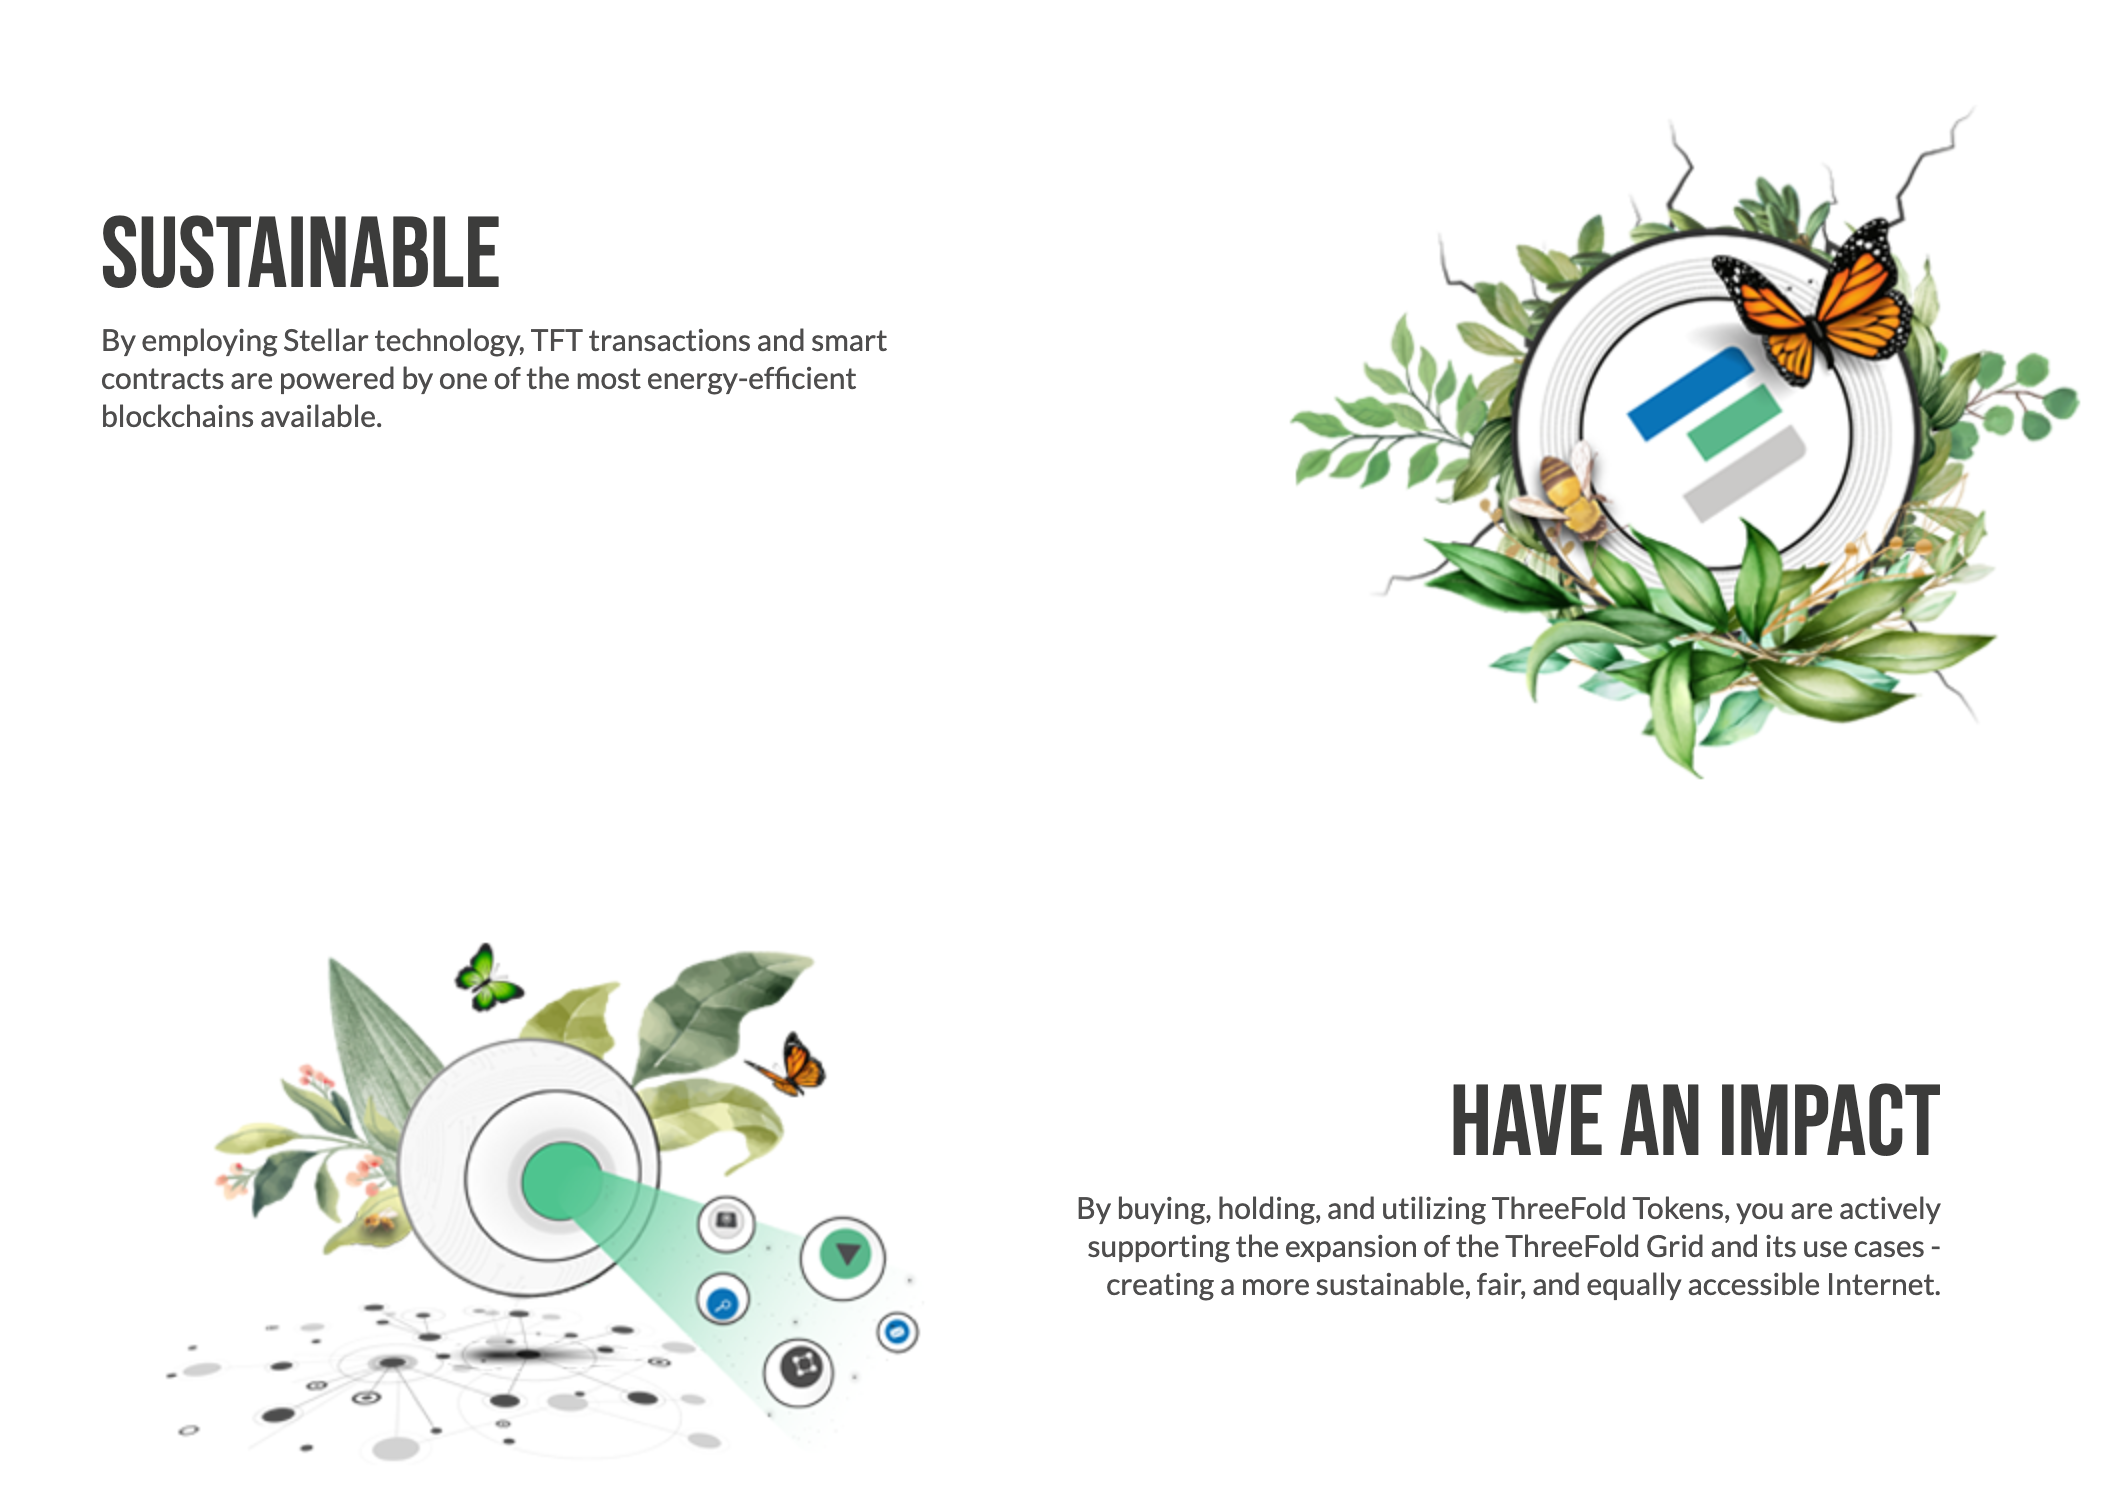 SUSTAINABLE
By employing Stellar technology, TFT transactions and smart
contracts are powered by one of the most energy-efficient
blockchains available.
HAVE AN IMPACT
By buying, holding, and utilizing ThreeFold Tokens, you are actively
supporting the expansion of the ThreeFold Grid and its use cases -
creating a more sustainable, fair, and equally accessible Internet.